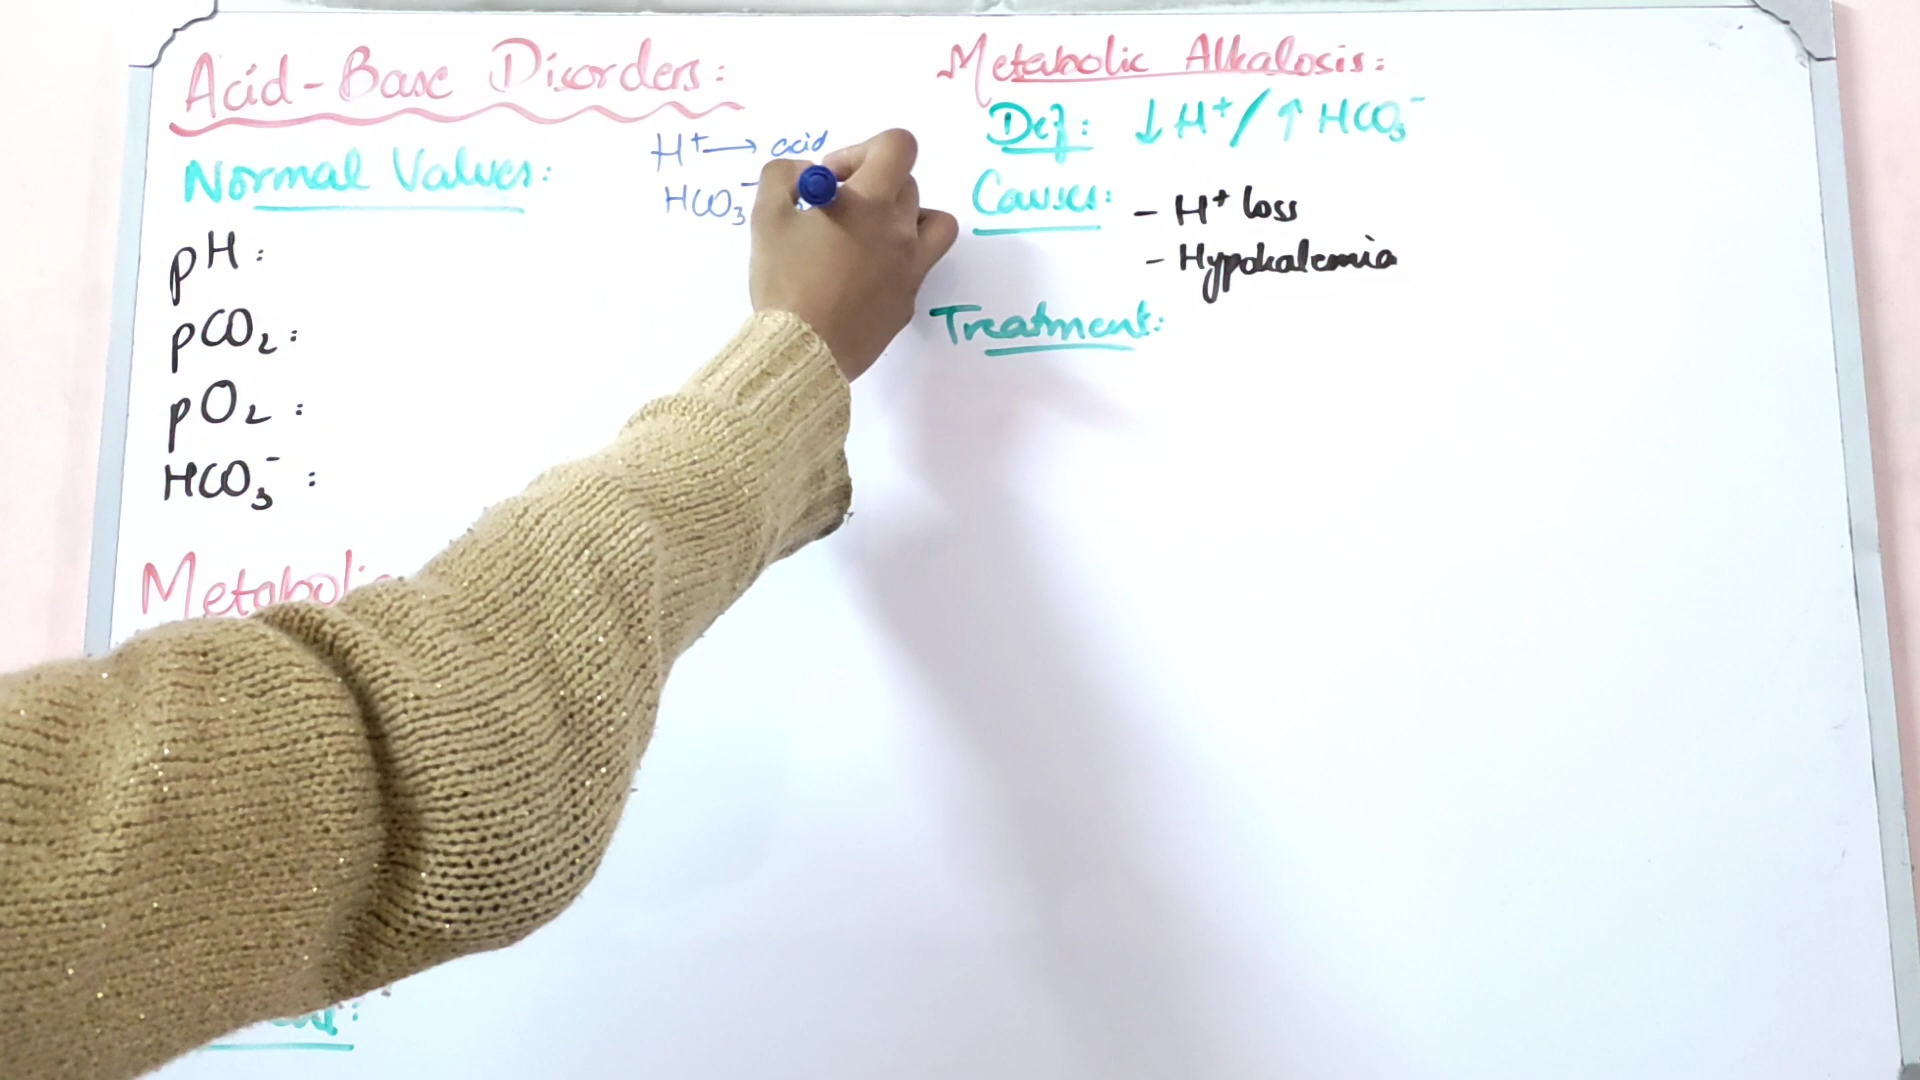 Acid-Base Disorders:
Normal Values:
H⁺ → acid
HCO₃⁻
pH:
pCO₂:
pO₂:
HCO₃⁻:
Metabolic
Metabolic Alkalosis:
Def: ↓H⁺/↑HCO₃⁻
Causes: - H⁺ loss
- Hypokalemia
Treatment: